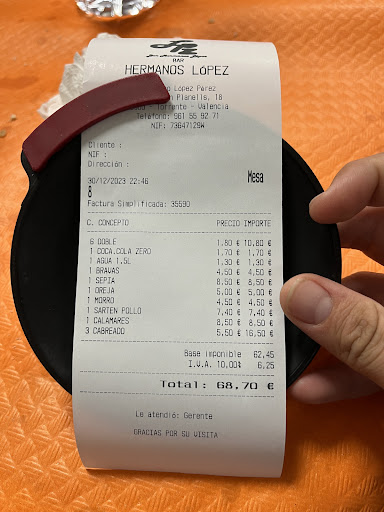 BAR
HERMANOS LóPEZ
o López Pérez
Planells, 18
- Torrente - Valencia
Teléfono: 961 55 92 71
NIF: 73647129W
Cliente :
NIF :
Dirección :
30/12/2023 22:46 Mesa
8
Factura Simplificada: 35590
C. CONCEPTO PRECIO IMPORTE
6 DOBLE 1,80 € 10,80 €
1 COCA.COLA ZERO 1,70 € 1,70 €
1 AGUA 1.5L 1,30 € 1,30 €
1 BRAVAS 4,50 € 4,50 €
1 SEPIA 8,50 € 8,50 €
1 OREJA 5,00 € 5,00 €
1 MORRO 4,50 € 4,50 €
1 SARTEN POLLO 7,40 € 7,40 €
1 CALAMARES 8,50 € 8,50 €
3 CABREADO 5,50 € 16,50 €
Base imponible 62,45
I.V.A. 10,00% 6,25
Total: 68,70 €
Le atendió: Gerente
GRACIAS POR SU VISITA